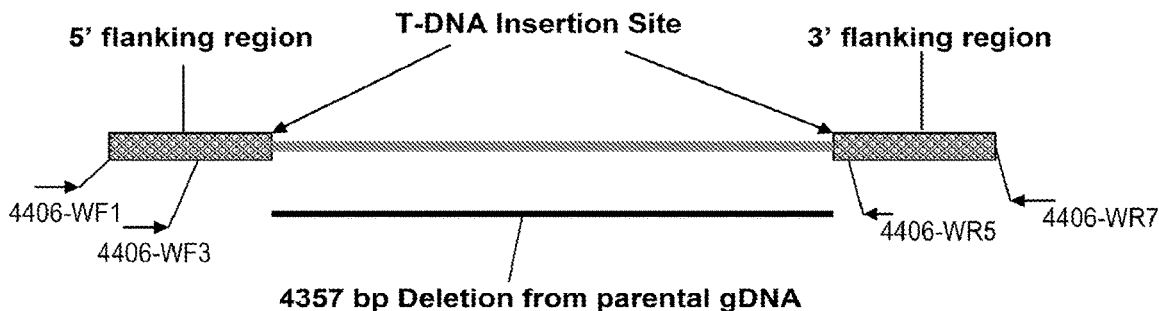 T-DNA Insertion Site
5' flanking region
3' flanking region
4406-WF1
4406-WF3
4406-WR5
4406-WR7
4357 bp Deletion from parental gDNA